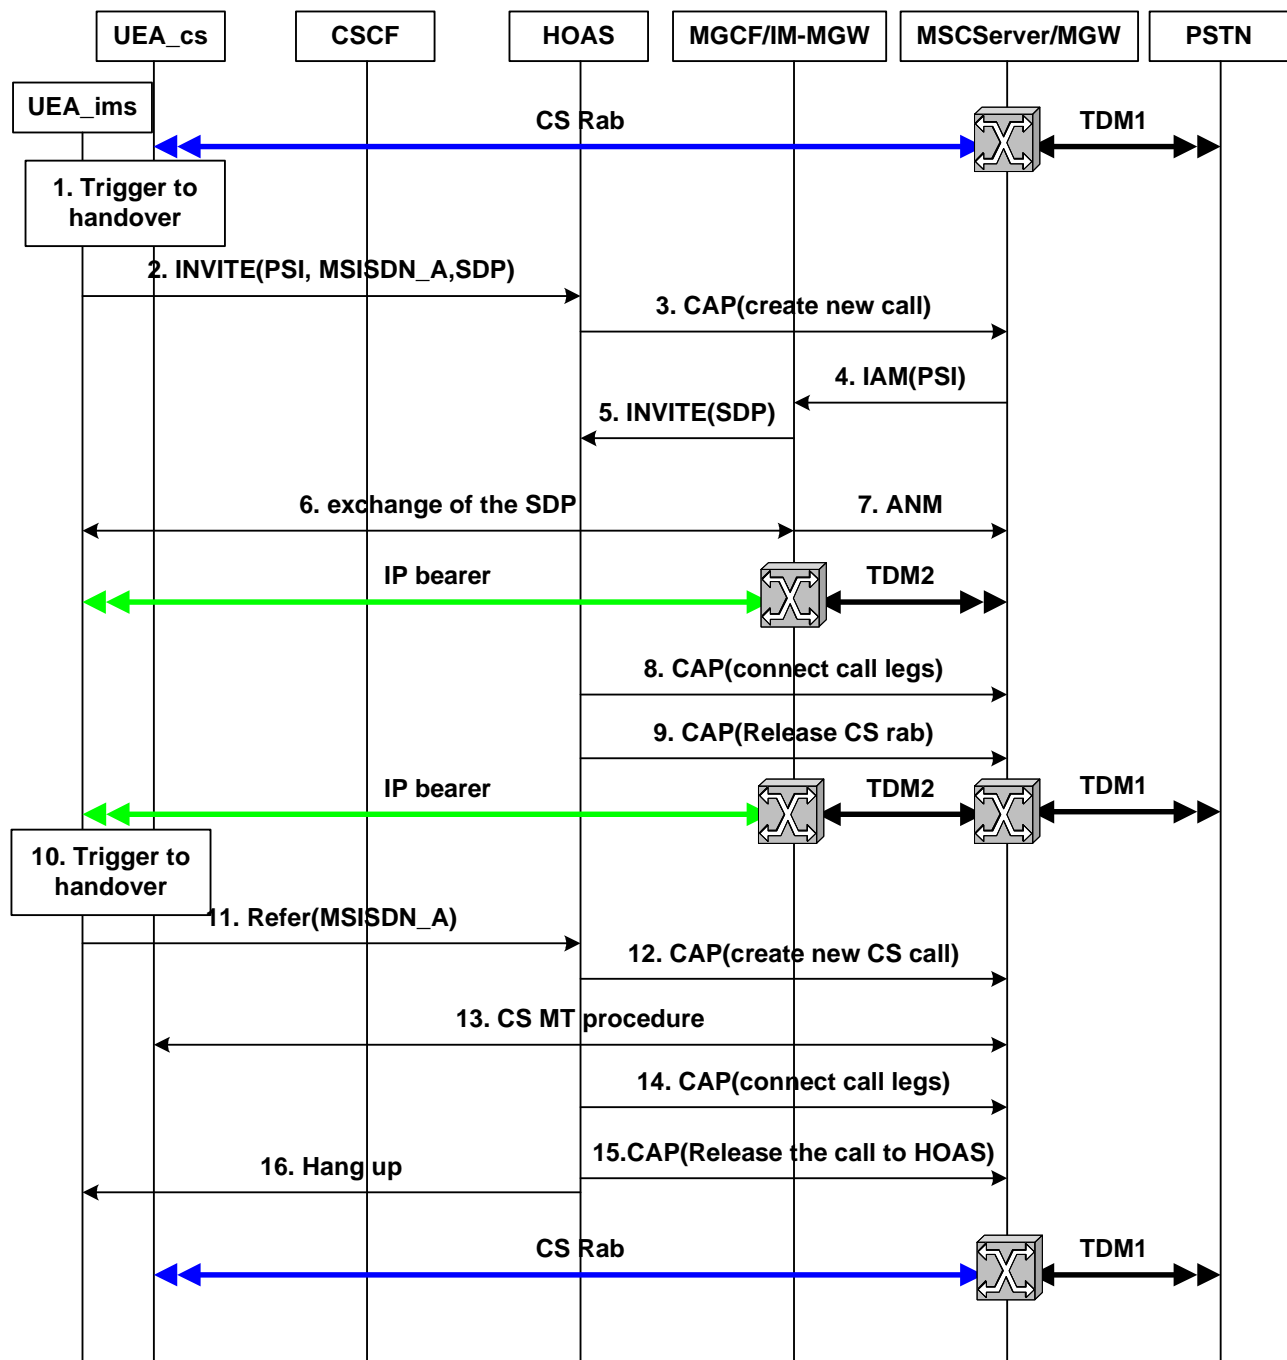 UEA_cs
CSCF
HOAS
MGCF/IM-MGW
MSCServer/MGW
PSTN
UEA_ims
CS Rab
TDM1
1. Trigger to
handover
2. INVITE(PSI, MSISDN_A,SDP)
3. CAP(create new call)
4. IAM(PSI)
5. INVITE(SDP)
6. exchange of the SDP
7. ANM
IP bearer
TDM2
8. CAP(connect call legs)
9. CAP(Release CS rab)
IP bearer
TDM2
TDM1
10. Trigger to
handover
11. Refer(MSISDN_A)
12. CAP(create new CS call)
13. CS MT procedure
14. CAP(connect call legs)
15.CAP(Release the call to HOAS)
16. Hang up
CS Rab
TDM1